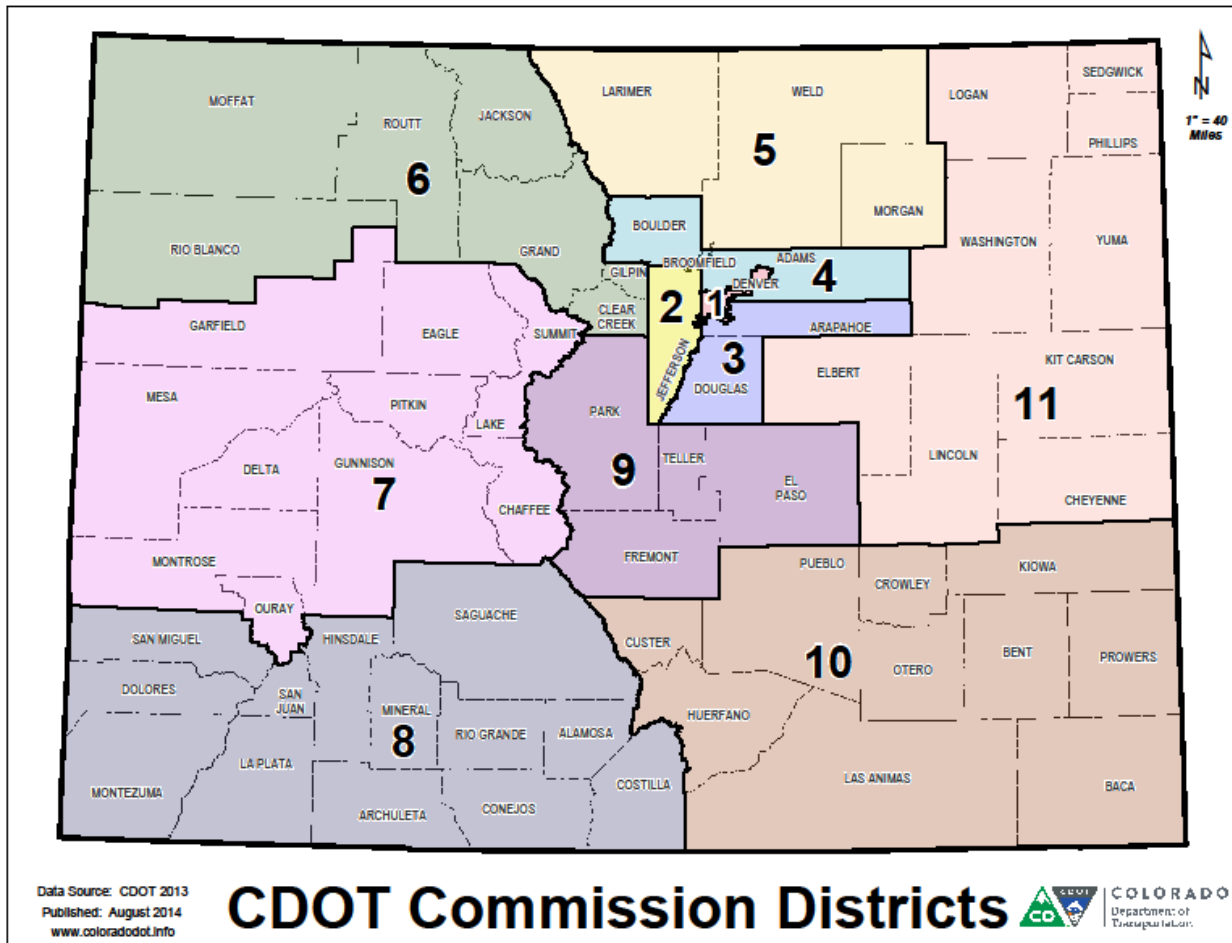 SEDGWICK
LOGAN
LARIMER
WELD
MOFFAT
JACKSON
ROUTT
N
1" = 40
Miles
PHILLIPS
5
6
MORGAN
BOULDER
WASHINGTON
YUMA
RIO BLANCO
GRAND
BROOMFIELD
ADAMS
GILPIN
DENVER
4
2
1
CLEAR
CREEK
GARFIELD
EAGLE
SUMMIT
ARAPAHOE
3
KIT CARSON
JEFFERSON
ELBERT
DOUGLAS
MESA
PITKIN
PARK
11
LAKE
LINCOLN
DELTA
GUNNISON
TELLER
9
EL
PASO
7
CHAFFEE
CHEYENNE
MONTROSE
FREMONT
PUEBLO
KIOWA
CROWLEY
OURAY
SAGUACHE
SAN MIGUEL
HINSDALE
CUSTER
10
BENT
PROWERS
OTERO
DOLORES
SAN
JUAN
MINERAL
HUERFANO
RIO GRANDE
ALAMOSA
8
LA PLATA
LAS ANIMAS
COSTILLA
BACA
MONTEZUMA
ARCHULETA
CONEJOS
Data Source: CDOT 2013
Published: August 2014
www.coloradodot.info
CDOT Commission Districts
CO
CDOT
COLORADO
Department of
Transportation